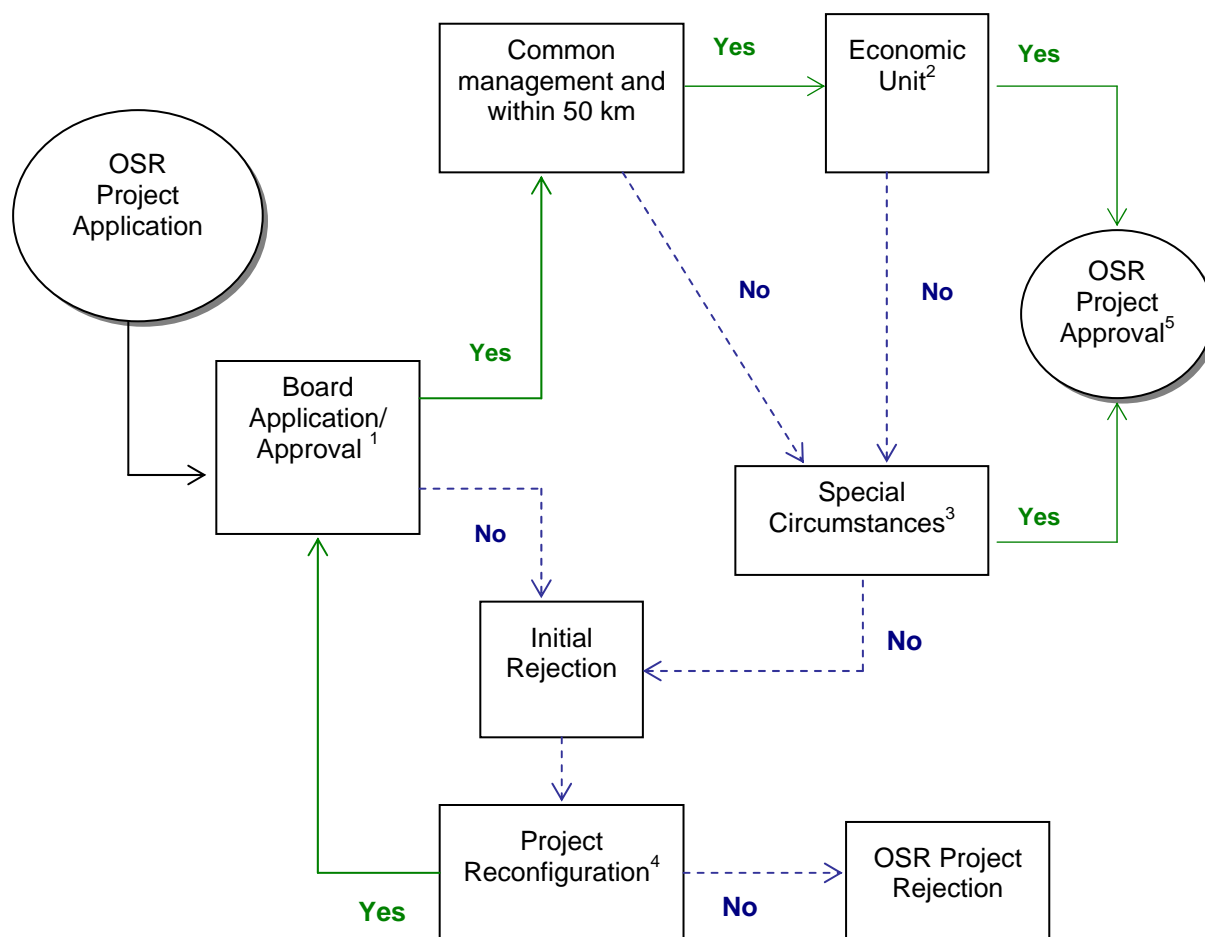 OSR
Project
Application
Board
Application/
Approval ¹
Yes
No
Common
management and
within 50 km
Yes
No
Economic
Unit²
Yes
No
OSR
Project
Approval⁵
Special
Circumstances³
Yes
No
Initial
Rejection
Project
Reconfiguration⁴
Yes
No
OSR Project
Rejection